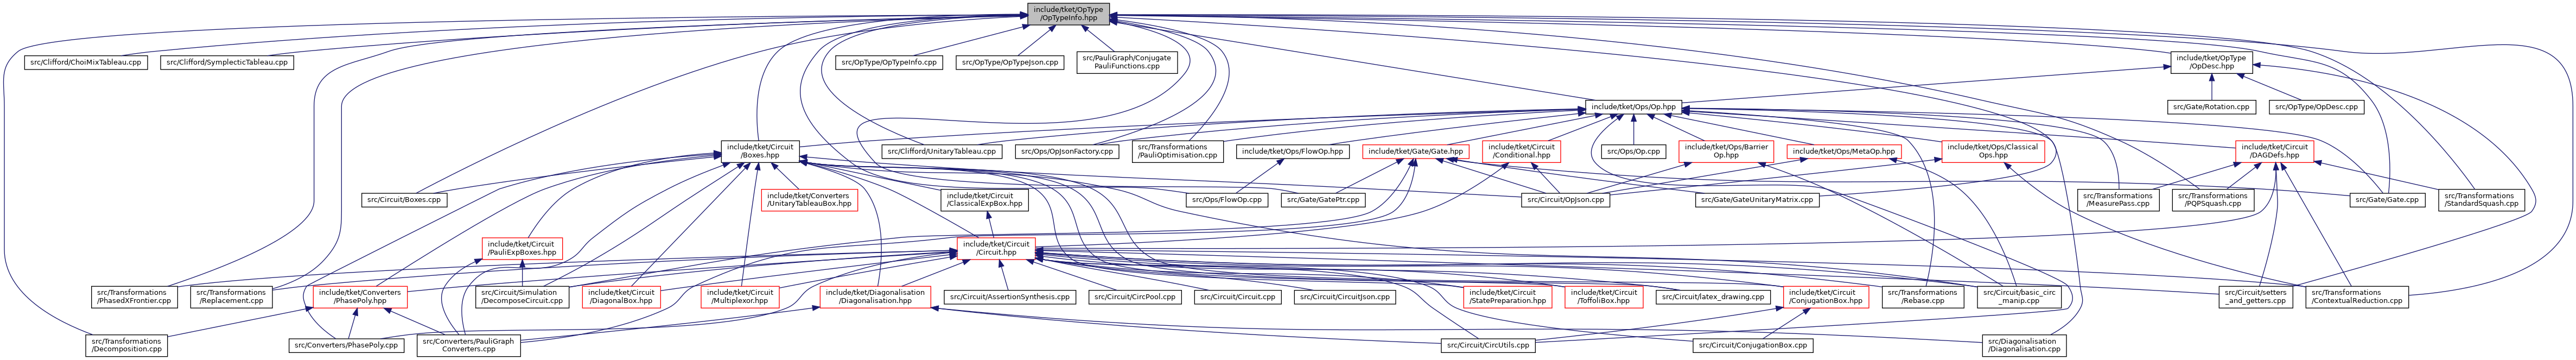 include/tket/OpType
/OpTypeInfo.hpp
src/Clifford/ChoiMixTableau.cpp
src/Clifford/SymplecticTableau.cpp
src/OpType/OpTypeInfo.cpp
src/OpType/OpTypeJson.cpp
src/PauliGraph/Conjugate
PauliFunctions.cpp
include/tket/OpType
/OpDesc.hpp
include/tket/Ops/Op.hpp
src/Gate/Rotation.cpp
src/OpType/OpDesc.cpp
include/tket/Circuit
/Boxes.hpp
src/Clifford/UnitaryTableau.cpp
src/Ops/OpJsonFactory.cpp
src/Transformations
/PauliOptimisation.cpp
include/tket/Ops/FlowOp.hpp
include/tket/Gate/Gate.hpp
include/tket/Circuit
/Conditional.hpp
src/Ops/Op.cpp
include/tket/Ops/Barrier
Op.hpp
include/tket/Ops/MetaOp.hpp
include/tket/Ops/Classical
Ops.hpp
include/tket/Circuit
/DAGDefs.hpp
src/Circuit/Boxes.cpp
include/tket/Converters
/UnitaryTableauBox.hpp
include/tket/Circuit
/ClassicalExpBox.hpp
src/Ops/FlowOp.cpp
src/Gate/GatePtr.cpp
src/Circuit/OpJson.cpp
src/Gate/GateUnitaryMatrix.cpp
src/Transformations
/MeasurePass.cpp
src/Transformations
/PQPSquash.cpp
src/Gate/Gate.cpp
src/Transformations
/StandardSquash.cpp
include/tket/Circuit
/PauliExpBoxes.hpp
include/tket/Circuit
/Circuit.hpp
src/Transformations
/PhasedXFrontier.cpp
src/Transformations
/Replacement.cpp
include/tket/Converters
/PhasePoly.hpp
src/Circuit/Simulation
/DecomposeCircuit.cpp
include/tket/Circuit
/DiagonalBox.hpp
include/tket/Circuit
/Multiplexor.hpp
include/tket/Diagonalisation
/Diagonalisation.hpp
src/Circuit/AssertionSynthesis.cpp
src/Circuit/CircPool.cpp
src/Circuit/Circuit.cpp
src/Circuit/CircuitJson.cpp
include/tket/Circuit
/StatePreparation.hpp
include/tket/Circuit
/ToffoliBox.hpp
src/Circuit/latex_drawing.cpp
include/tket/Circuit
/ConjugationBox.hpp
src/Transformations
/Rebase.cpp
src/Circuit/basic_circ
_manip.cpp
src/Circuit/setters
_and_getters.cpp
src/Transformations
/ContextualReduction.cpp
src/Transformations
/Decomposition.cpp
src/Converters/PhasePoly.cpp
src/Converters/PauliGraph
Converters.cpp
src/Circuit/CircUtils.cpp
src/Circuit/ConjugationBox.cpp
src/Diagonalisation
/Diagonalisation.cpp